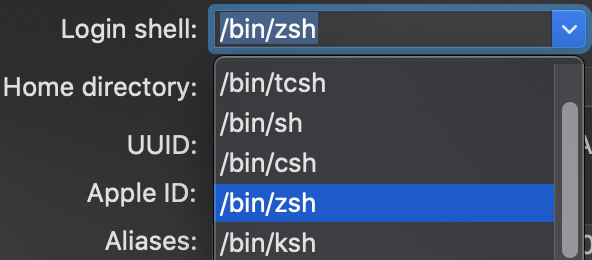 Login shell: /bin/zsh
/bin/tcsh
Home directory:
/bin/sh
UUID:
/bin/csh
Apple ID:
/bin/zsh
Aliases: /bin/ksh